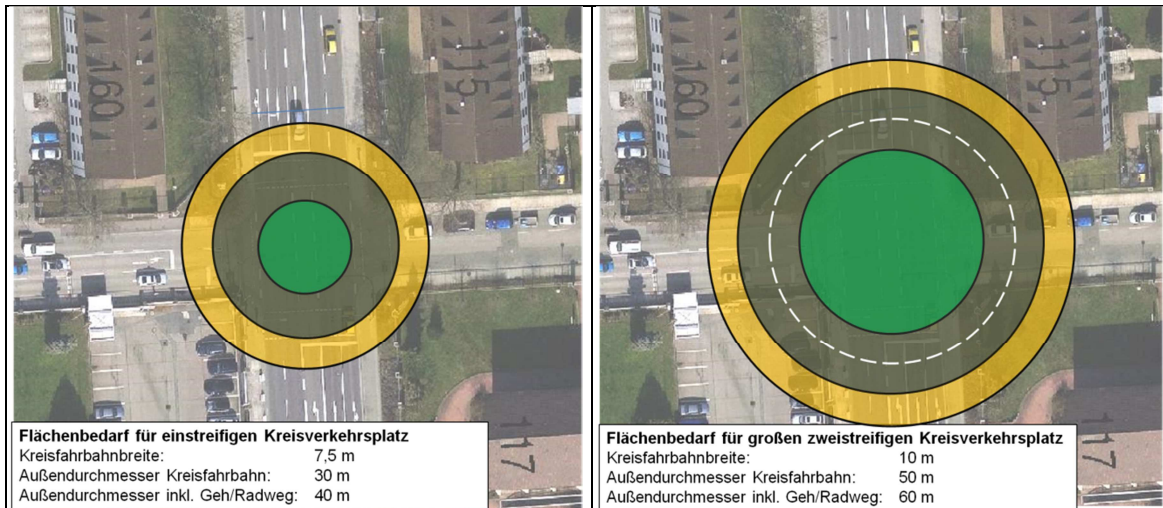 160
115
Flächenbedarf für einstreifigen Kreisverkehrsplatz
Kreisfahrbahnbreite: 7,5 m
Außendurchmesser Kreisfahrbahn: 30 m
Außendurchmesser inkl. Geh/Radweg: 40 m
117
160
115
Flächenbedarf für großen zweistreifigen Kreisverkehrsplatz
Kreisfahrbahnbreite: 10 m
Außendurchmesser Kreisfahrbahn: 50 m
Außendurchmesser inkl. Geh/Radweg: 60 m
117